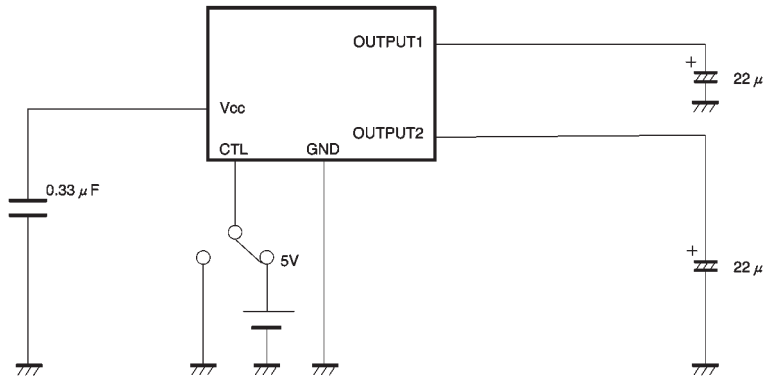 OUTPUT1
+
22 μ
Vcc
OUTPUT2
CTL
GND
0.33 μF
5V
+
22 μ